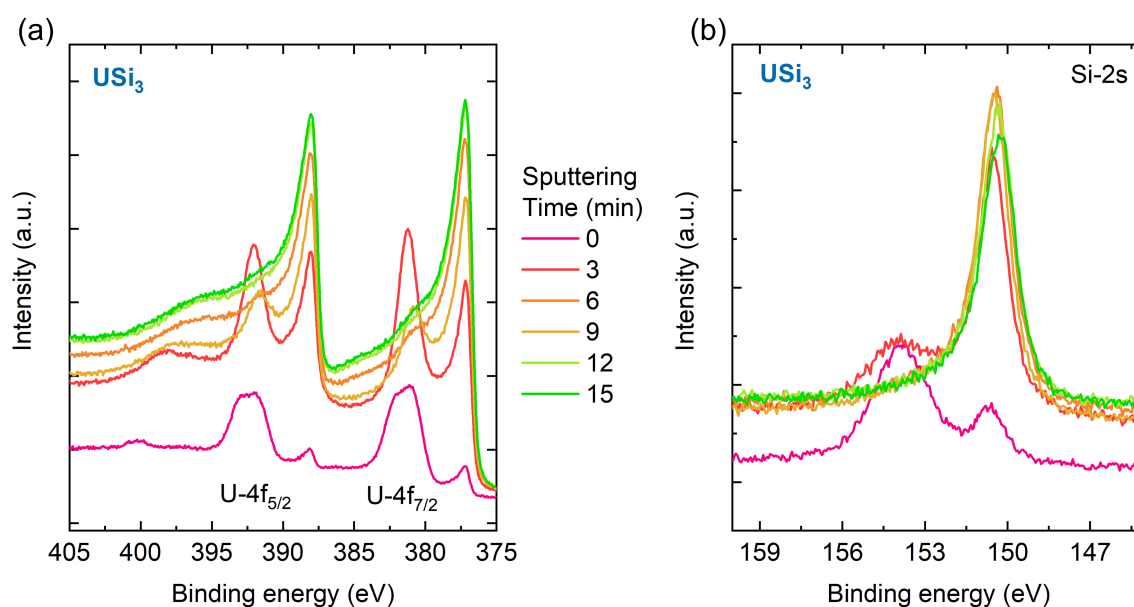 (a)
USi₃
Intensity (a.u.)
U-4f₅/₂
U-4f₇/₂
405 400 395 390 385 380 375
Binding energy (eV)
Sputtering
Time (min)
0
3
6
9
12
15
(b)
USi₃
Si-2s
Intensity (a.u.)
159 156 153 150 147
Binding energy (eV)